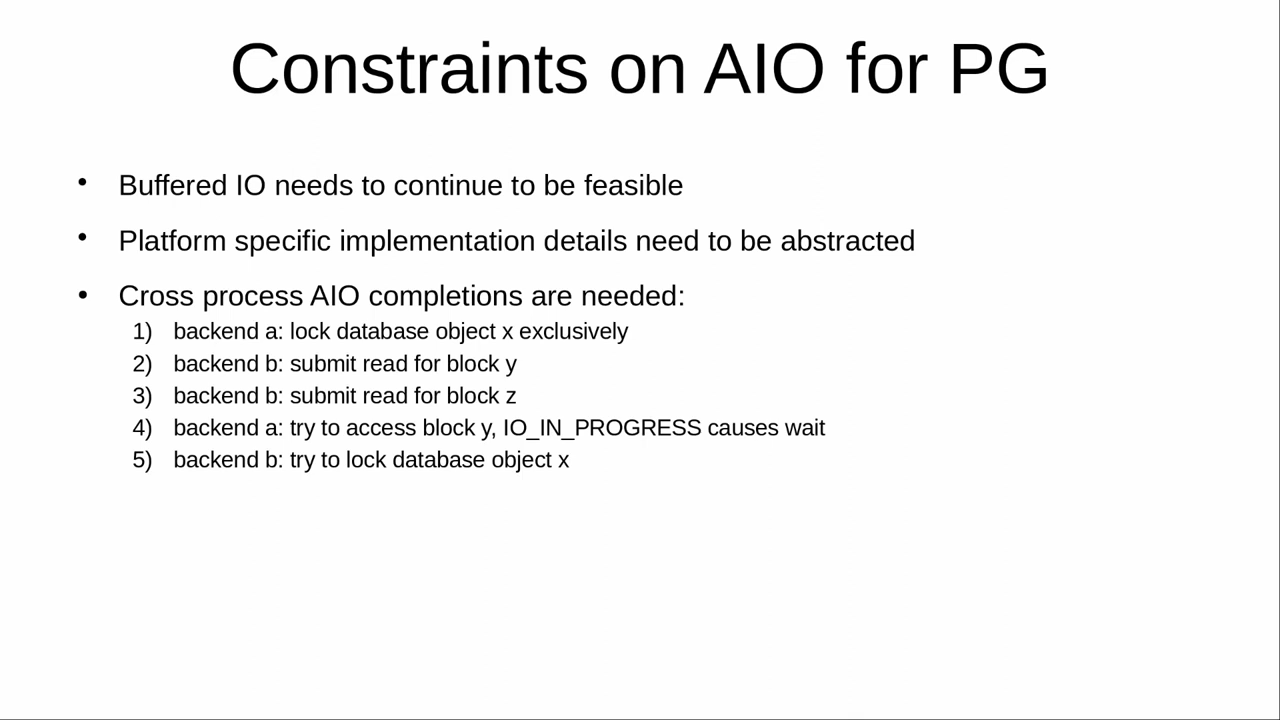 Constraints on AIO for PG
• Buffered IO needs to continue to be feasible
• Platform specific implementation details need to be abstracted
• Cross process AIO completions are needed:
1) backend a: lock database object x exclusively
2) backend b: submit read for block y
3) backend b: submit read for block z
4) backend a: try to access block y, IO_IN_PROGRESS causes wait
5) backend b: try to lock database object x